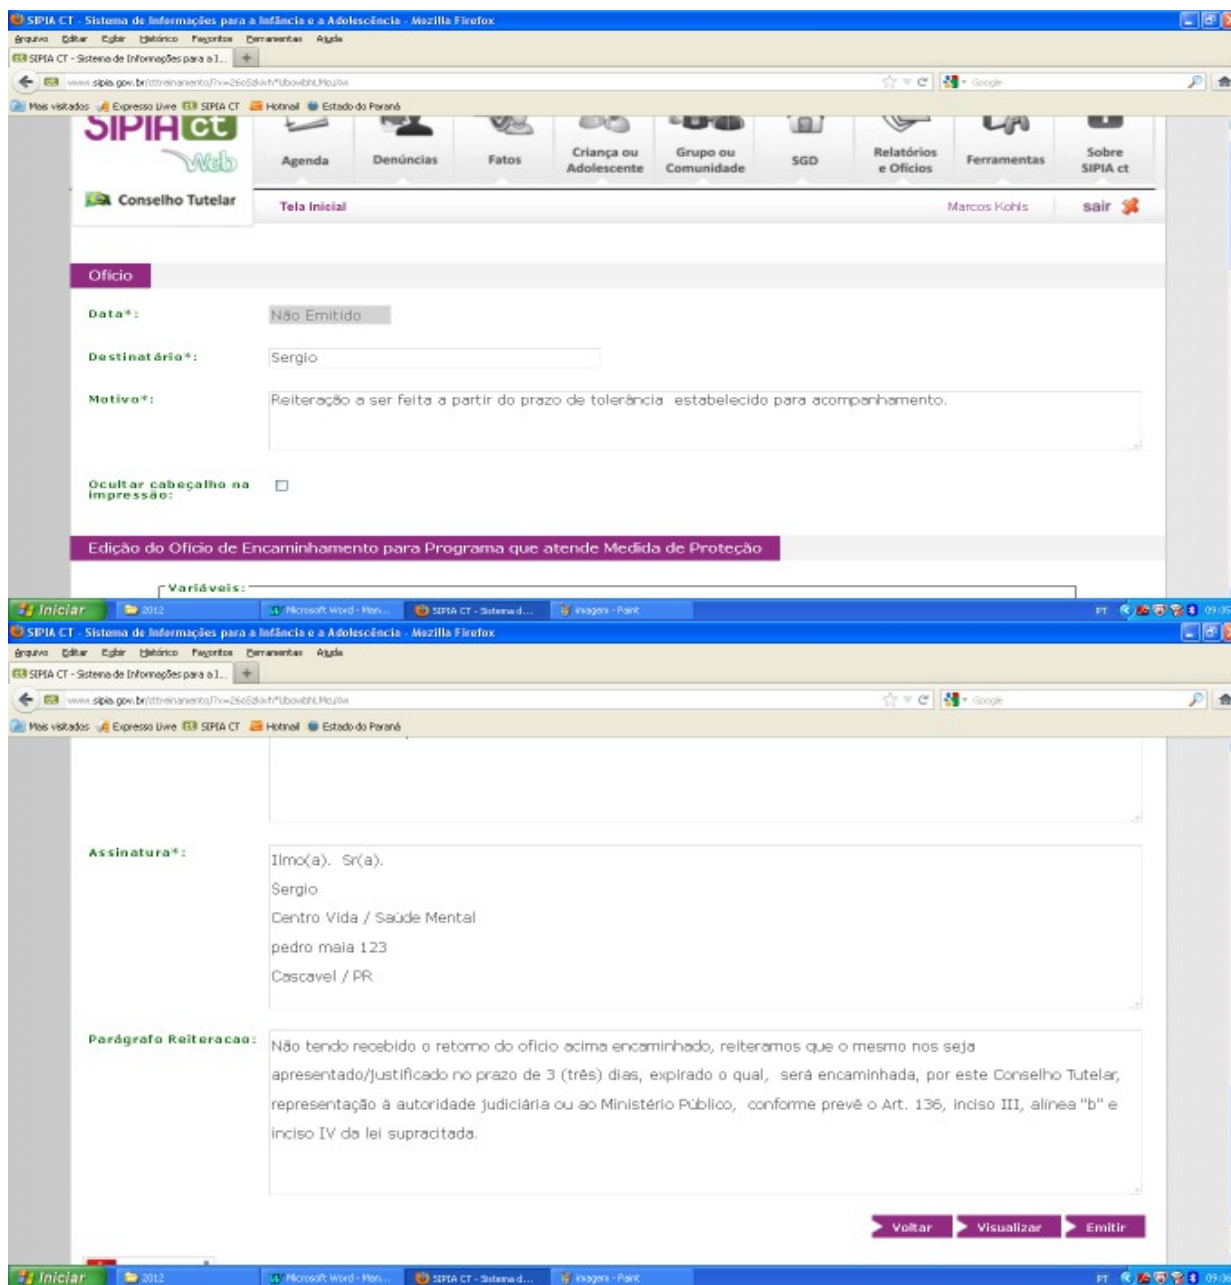 SIPIA CT - Sistema de Informações para a Infância e a Adolescência - Mozilla Firefox
Arquivo Editar Exibir Histórico Favoritos Ferramentas Ajuda
SIPIA CT - Sistema de Informações para a I... +
Google
Mais visitados Expresso Livre SIPIA CT Hotmail Estado do Paraná
SIPIA ct
Web
Agenda Denúncias Fatos Criança ou Adolescente Grupo ou Comunidade SGD Relatórios e Ofícios Ferramentas Sobre SIPIA ct
Conselho Tutelar
Tela Inicial Marcos Kohls sair
Ofício
Data*: Não Emitido
Destinatário*: Sergio
Motivo*: Reiteração a ser feita a partir do prazo de tolerância estabelecido para acompanhamento.
Ocultar cabeçalho na
impressão:
Edição do Ofício de Encaminhamento para Programa que atende Medida de Proteção
Variáveis:
Iniciar 2012 Microsoft Word - Man... SIPIA CT - Sistema d... imagem - Paint PT 09:35
SIPIA CT - Sistema de Informações para a Infância e a Adolescência - Mozilla Firefox
Arquivo Editar Exibir Histórico Favoritos Ferramentas Ajuda
SIPIA CT - Sistema de Informações para a I... +
Google
Mais visitados Expresso Livre SIPIA CT Hotmail Estado do Paraná
Assinatura*: Ilmo(a). Sr(a).
Sergio
Centro Vida / Saúde Mental
pedro maia 123
Cascavel / PR
Parágrafo Reiteracao: Não tendo recebido o retorno do oficio acima encaminhado, reiteramos que o mesmo nos seja
apresentado/justificado no prazo de 3 (três) dias, expirado o qual, será encaminhada, por este Conselho Tutelar,
representação à autoridade judiciária ou ao Ministério Público, conforme prevê o Art. 136, inciso III, alínea "b" e
inciso IV da lei supracitada.
Voltar Visualizar Emitir
Iniciar 2012 Microsoft Word - Man... SIPIA CT - Sistema d... imagem - Paint PT